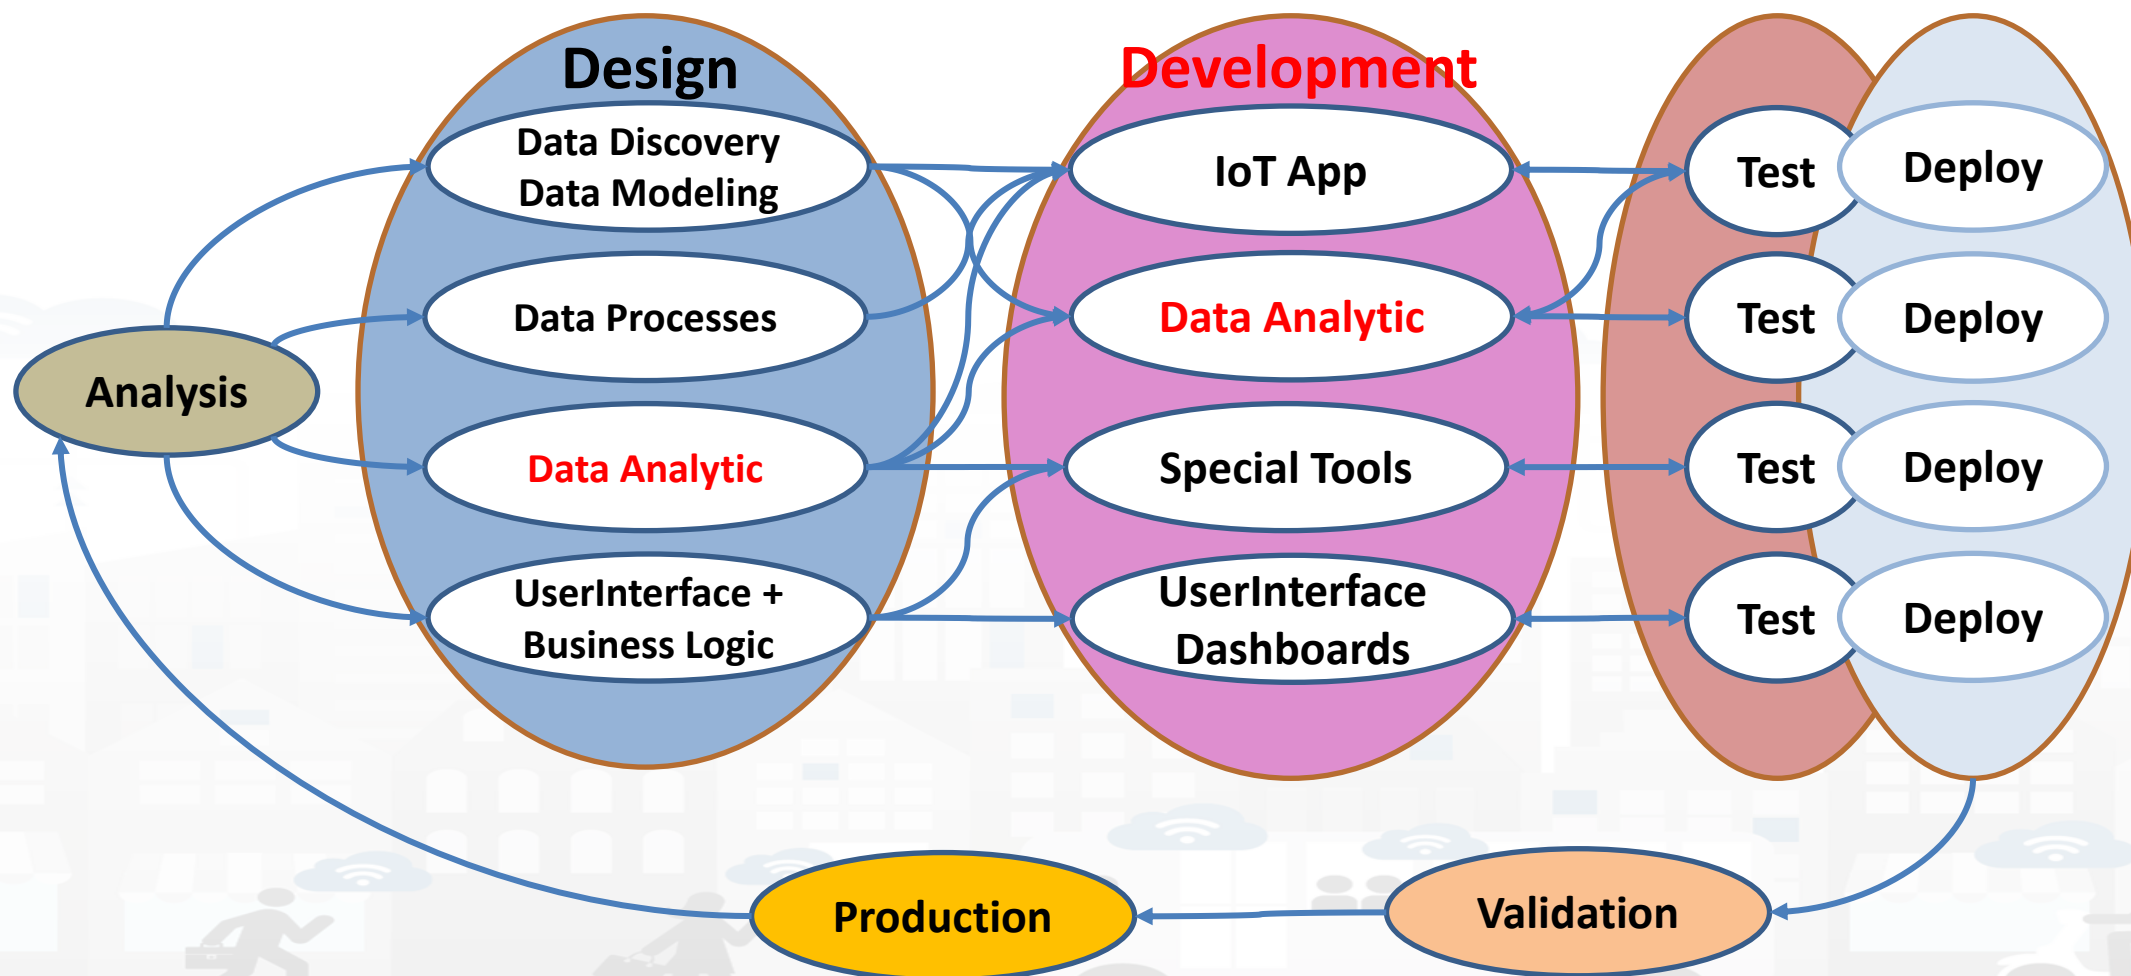 Design
Development
Data Discovery
Data Modeling
IoT App
Test
Deploy
Data Processes
Data Analytic
Test
Deploy
Analysis
Data Analytic
Special Tools
Test
Deploy
UserInterface +
Business Logic
UserInterface
Dashboards
Test
Deploy
Production
Validation